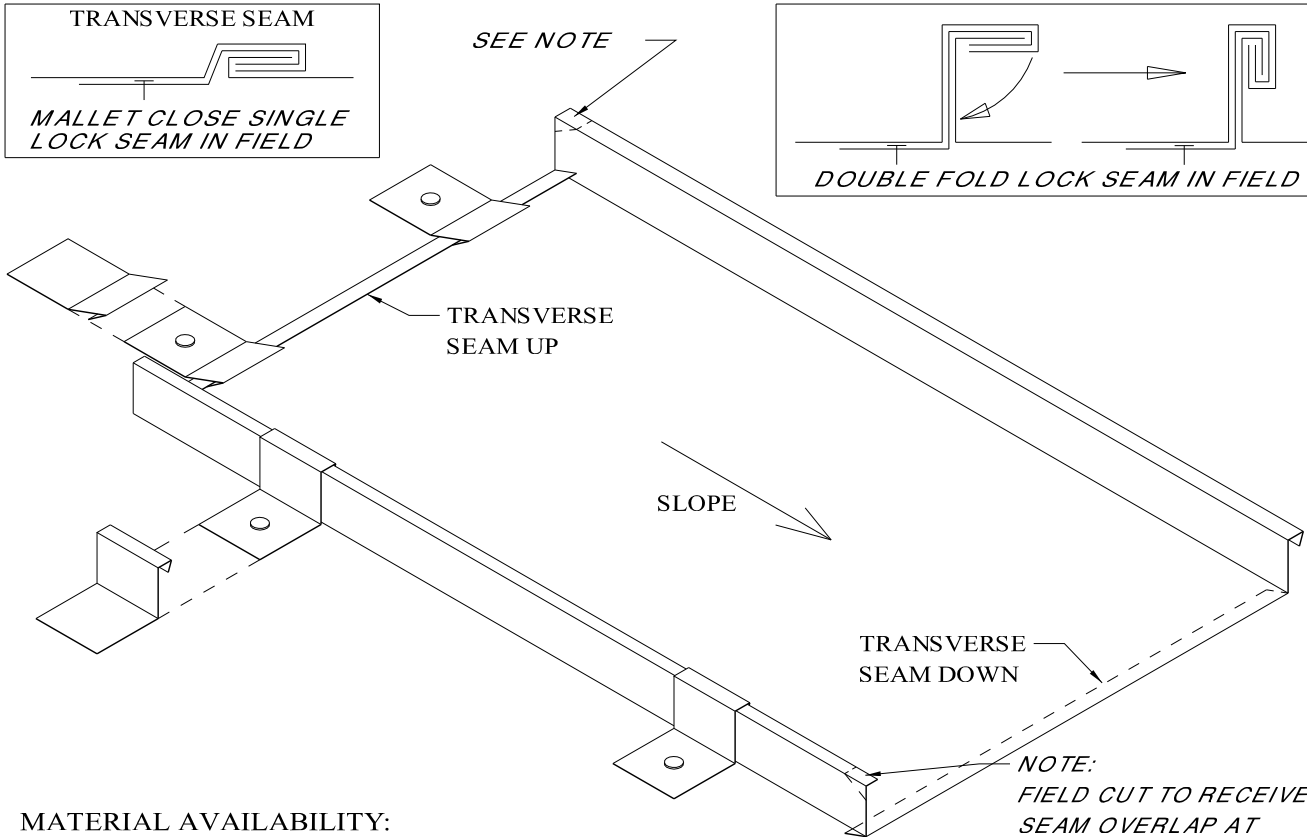 TRANSVERSE SEAM
MALLET CLOSE SINGLE
LOCK SEAM IN FIELD
SEE NOTE
DOUBLE FOLD LOCK SEAM IN FIELD
TRANSVERSE
SEAM UP
SLOPE
TRANSVERSE
SEAM DOWN
NOTE:
FIELD CUT TO RECEIVE
SEAM OVERLAP AT
MATERIAL AVAILABILITY: